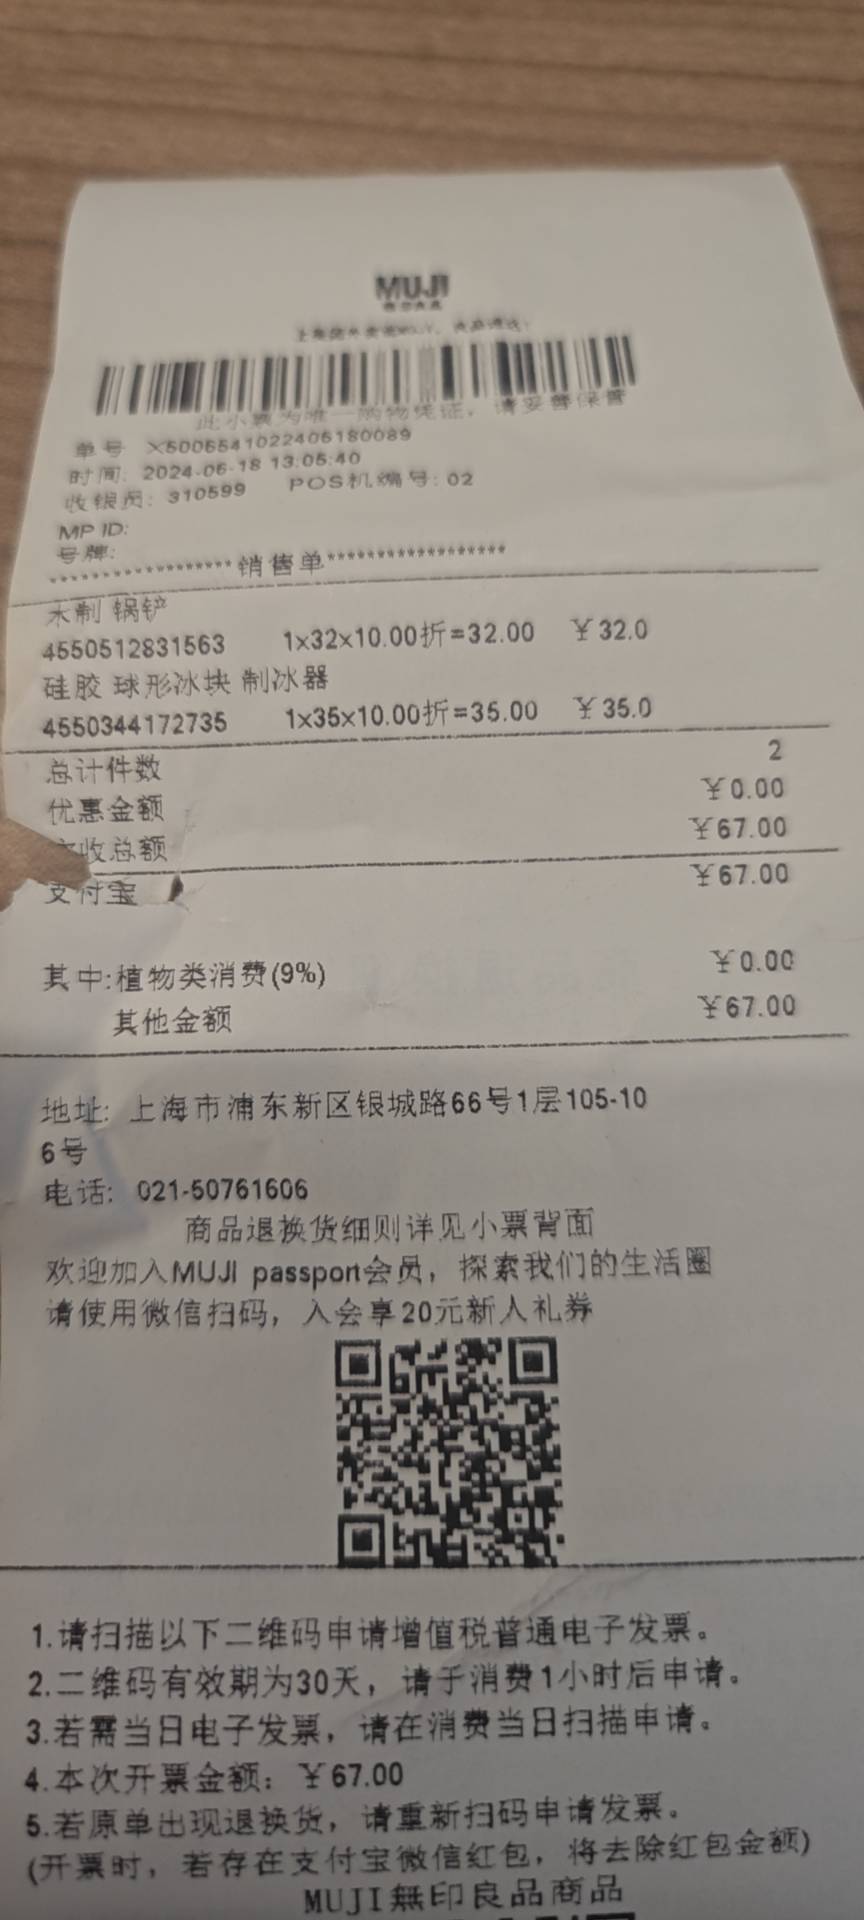 MUJI
无印良品
此小票为唯一购物凭证，请妥善保管
单号 X5006541022406180089
时间: 2024-06-18 13:05:40
收银员: 310599 POS机编号: 02
MP ID:
号牌:
******************销售单******************
木制 锅铲
4550512831563 1x32x10.00折=32.00 ￥32.0
硅胶 球形冰块 制冰器
4550344172735 1x35x10.00折=35.00 ￥35.0
总计件数 2
优惠金额 ￥0.00
收总额 ￥67.00
支付宝 ￥67.00
其中:植物类消费(9%) ￥0.00
其他金额 ￥67.00
地址: 上海市浦东新区银城路66号1层105-10
6号
电话: 021-50761606
商品退换货细则详见小票背面
欢迎加入MUJI passport会员，探索我们的生活圈
请使用微信扫码，入会享20元新人礼券
1.请扫描以下二维码申请增值税普通电子发票。
2.二维码有效期为30天，请于消费1小时后申请。
3.若需当日电子发票，请在消费当日扫描申请。
4.本次开票金额：￥67.00
5.若原单出现退换货，请重新扫码申请发票。
(开票时，若存在支付宝微信红包，将去除红包金额)
MUJI無印良品商品